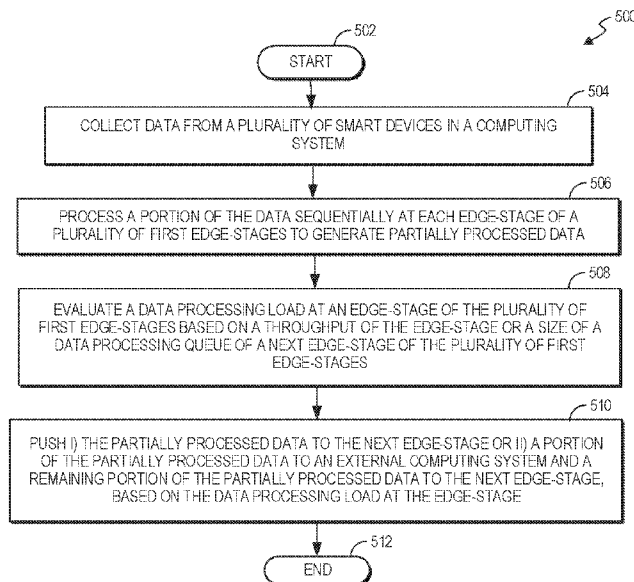 500
502
START
504
COLLECT DATA FROM A PLURALITY OF SMART DEVICES IN A COMPUTING
SYSTEM
506
PROCESS A PORTION OF THE DATA SEQUENTIALLY AT EACH EDGE-STAGE OF A
PLURALITY OF FIRST EDGE-STAGES TO GENERATE PARTIALLY PROCESSED DATA
508
EVALUATE A DATA PROCESSING LOAD AT AN EDGE-STAGE OF THE PLURALITY OF
FIRST EDGE-STAGES BASED ON A THROUGHPUT OF THE EDGE-STAGE OR A SIZE OF A
DATA PROCESSING QUEUE OF A NEXT EDGE-STAGE OF THE PLURALITY OF FIRST
EDGE-STAGES
510
PUSH I) THE PARTIALLY PROCESSED DATA TO THE NEXT EDGE-STAGE OR II) A PORTION
OF THE PARTIALLY PROCESSED DATA TO AN EXTERNAL COMPUTING SYSTEM AND A
REMAINING PORTION OF THE PARTIALLY PROCESSED DATA TO THE NEXT EDGE-STAGE,
BASED ON THE DATA PROCESSING LOAD AT THE EDGE-STAGE
512
END